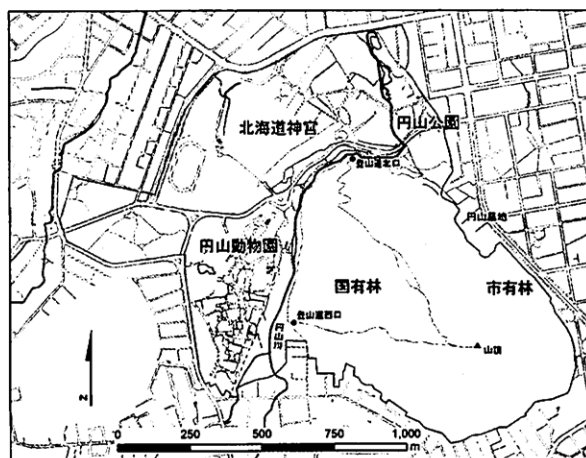 北海道神宮
円山公園
登山道北口
円山墓地
円山動物園
国有林
市有林
登山道西口
円山川
山頂
N
0 250 500 750 1,000
m